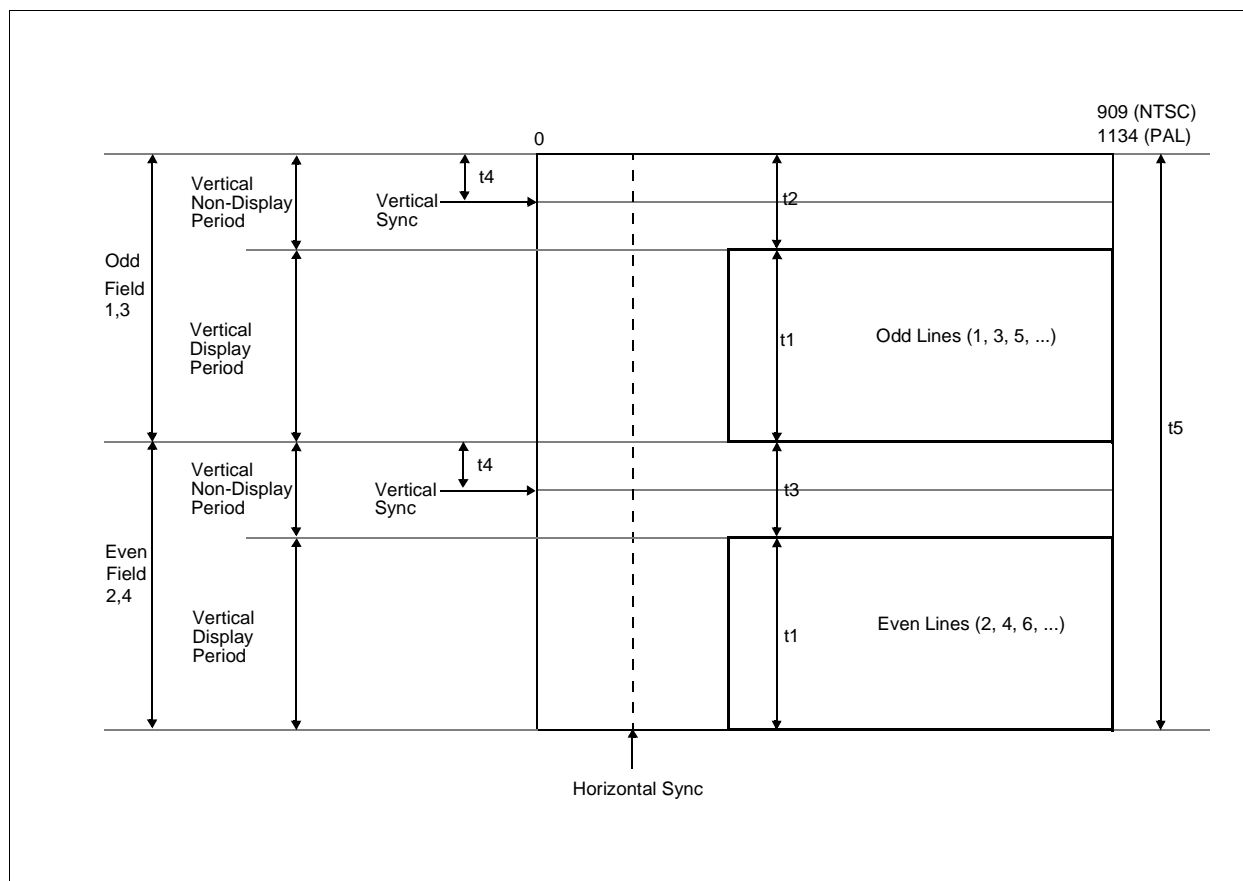 909 (NTSC)
0
1134 (PAL)
t4
Vertical
Non-Display
Period
Vertical
Sync
t2
Odd
Field
1,3
Vertical
Display
Period
t1
Odd Lines (1, 3, 5, ...)
t5
t4
Vertical
Non-Display
Period
Vertical
Sync
t3
Even
Field
2,4
Vertical
Display
Period
t1
Even Lines (2, 4, 6, ...)
Horizontal Sync